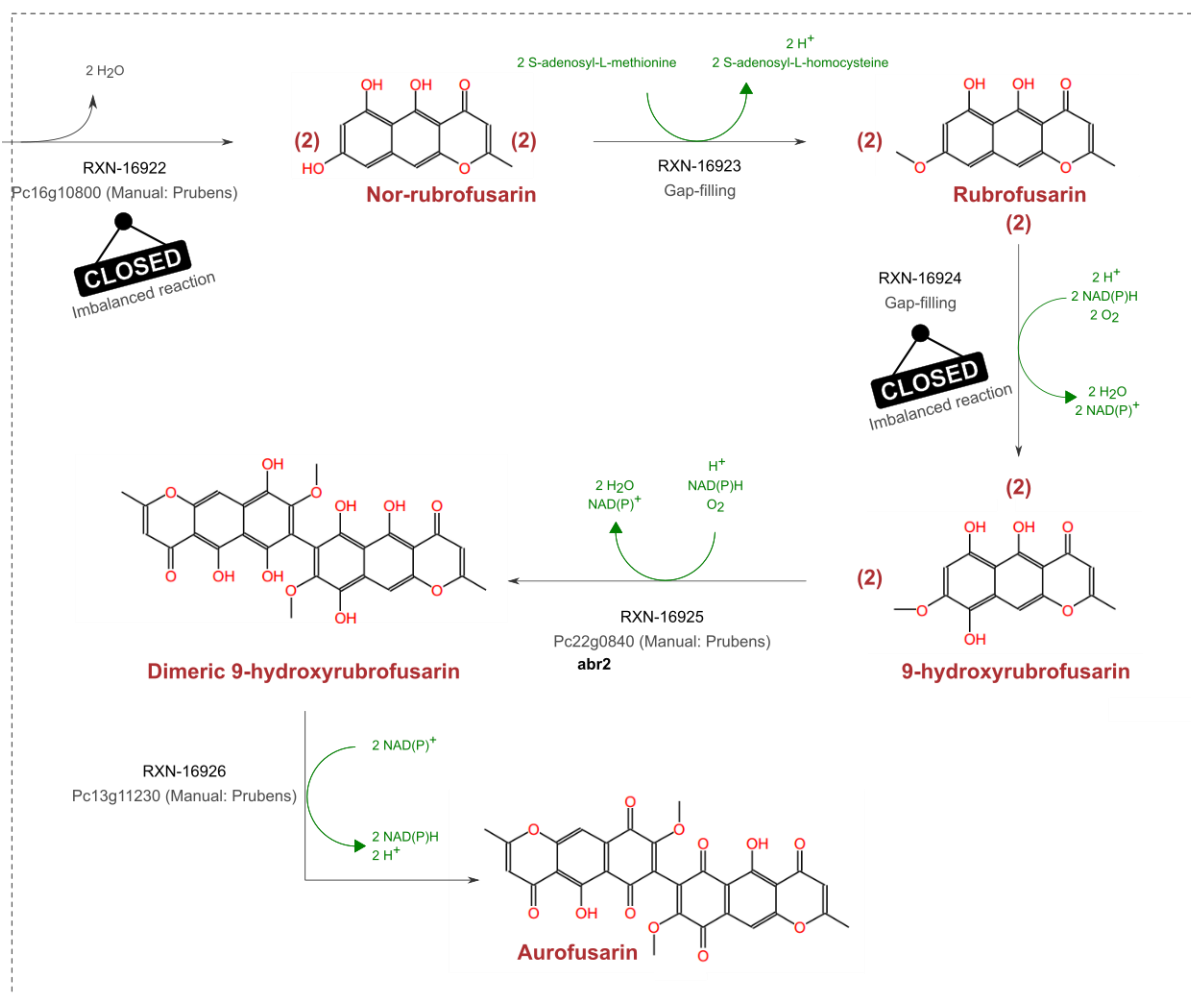 2 H2O
OH
OH
O
(2)
(2)
HO
O
RXN-16922
Pc16g10800 (Manual: Prubens)
Nor-rubrofusarin
CLOSED
Imbalanced reaction
2 H+
2 S-adenosyl-L-methionine
2 S-adenosyl-L-homocysteine
RXN-16923
Gap-filling
OH
OH
O
(2)
O
O
Rubrofusarin
(2)
RXN-16924
Gap-filling
2 H+
2 NAD(P)H
2 O2
CLOSED
Imbalanced reaction
2 H2O
2 NAD(P)+
(2)
OH
OH
O
(2)
O
O
OH
9-hydroxyrubrofusarin
H+
NAD(P)H
O2
2 H2O
NAD(P)+
RXN-16925
Pc22g0840 (Manual: Prubens)
abr2
OH
O
O
OH
OH
O
O
OH
OH
O
O
OH
Dimeric 9-hydroxyrubrofusarin
RXN-16926
Pc13g11230 (Manual: Prubens)
2 NAD(P)+
2 NAD(P)H
2 H+
O
O
O
O
OH
O
O
OH
O
O
O
O
Aurofusarin